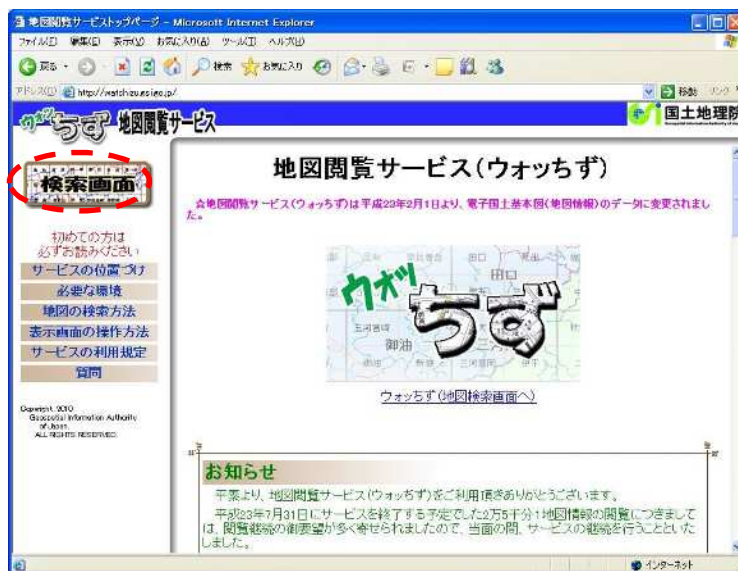 地図閲覧サービストップページ - Microsoft Internet Explorer
ファイル(F) 編集(E) 表示(V) お気に入り(A) ツール(T) ヘルプ(H)
戻る 検索 お気に入り
アドレス(D) http://watchizu.gsi.go.jp/ 移動 リンク
ウォッちず 地図閲覧サービス 国土地理院
検索画面
初めての方は
必ずお読みください
サービスの位置づけ
必要な環境
地図の検索方法
表示画面の操作方法
サービスの利用規定
質問
Copyright. 2010
Geospatial Information Authority
of Japan.
ALL RIGHTS RESERVED.
地図閲覧サービス(ウォッちず)
☆地図閲覧サービス(ウォッちず)は平成23年2月1日より、電子国土基本図(地図情報)のデータに変更されまし
た。
田口
ウォッ
ちず
御油
ウォッちず(地図検索画面へ)
お知らせ
平素より、地図閲覧サービス(ウォッちず)をご利用頂きありがとうございます。
平成23年7月31日にサービスを終了する予定でした2万5千分1地図情報の閲覧につきまして
は、閲覧継続の御要望が多く寄せられましたので、当面の間、サービスの継続を行うことといた
しました。
インターネット